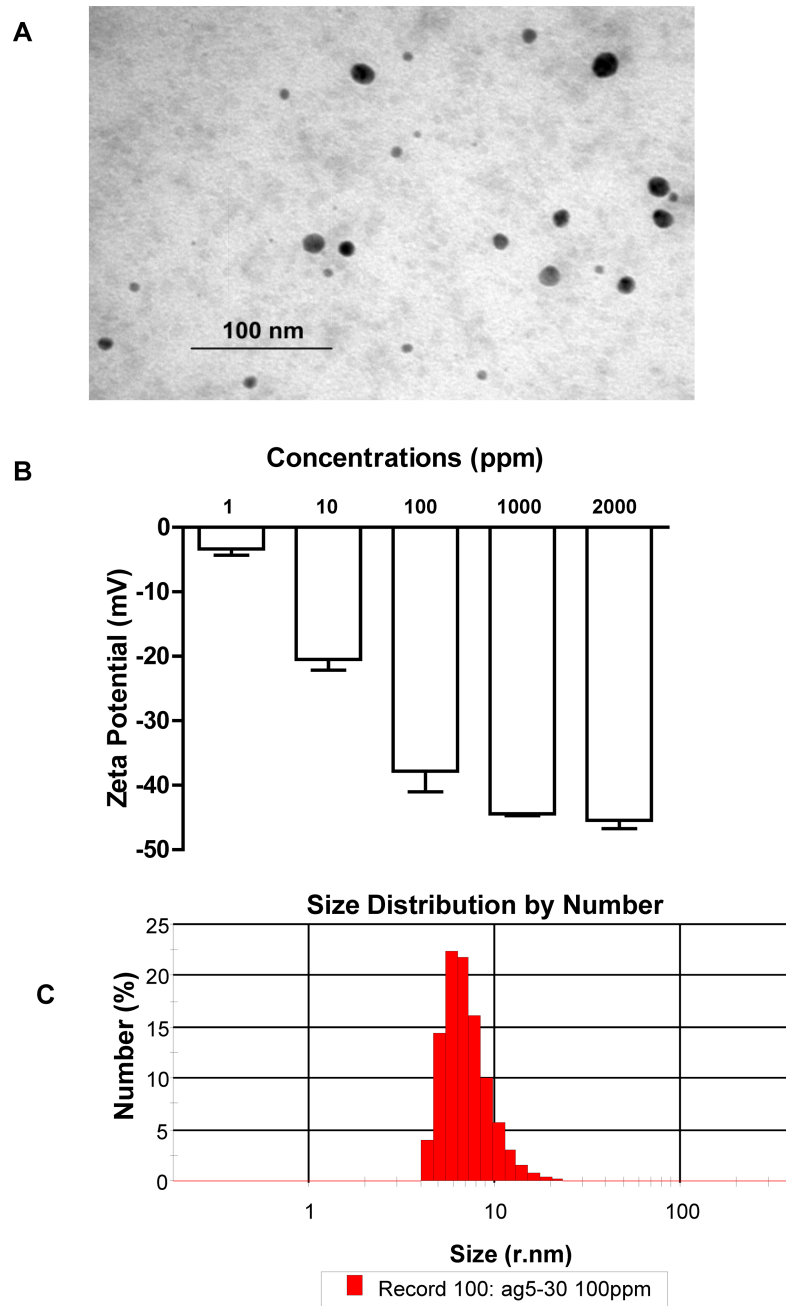 A
100 nm
B
Concentrations (ppm)
1 10 100 1000 2000
0
-10
-20
-30
-40
-50
Zeta Potential (mV)
C
Size Distribution by Number
25
20
15
10
5
0
Number (%)
1 10 100
Size (r.nm)
Record 100: ag5-30 100ppm